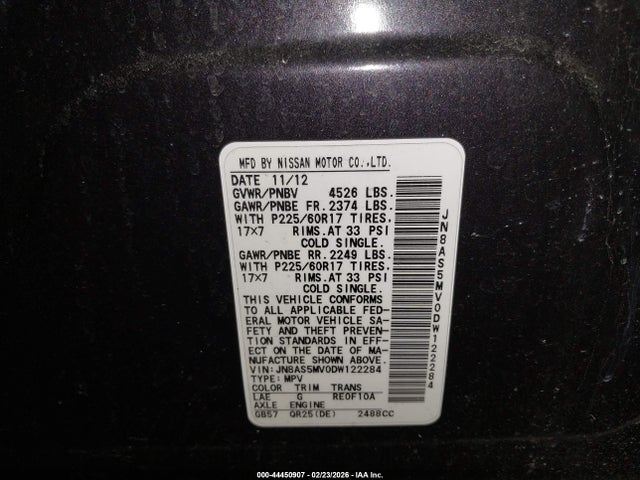 MFD BY NISSAN MOTOR CO.,LTD.
DATE 11/12
GVWR/PNBV 4526 LBS.
GAWR/PNBE FR. 2374 LBS.
WITH P225/60R17 TIRES.
17x7 RIMS.AT 33 PSI
COLD SINGLE.
GAWR/PNBE RR. 2249 LBS.
WITH P225/60R17 TIRES.
17x7 RIMS.AT 33 PSI
COLD SINGLE.
THIS VEHICLE CONFORMS
TO ALL APPLICABLE FED-
ERAL MOTOR VEHICLE SA-
FETY AND THEFT PREVEN-
TION STANDARDS IN EFF-
ECT ON THE DATE OF MA-
NUFACTURE SHOWN ABOVE.
VIN: JN8AS5MV0DW122284
TYPE: MPV
COLOR TRIM TRANS
LAE G RE0F10A
AXLE ENGINE
GB57 QR25(DE) 2488CC
JN8AS5MV0DW122284
000-44450907 - 02/23/2026 - IAA Inc.